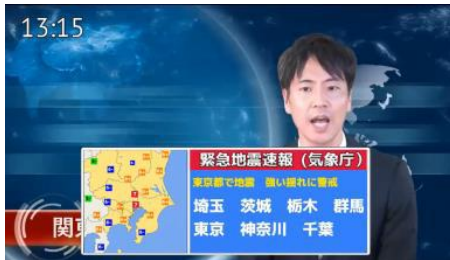 13:15
緊急地震速報（気象庁）
東京都で地震　強い揺れに警戒
埼玉　茨城　栃木　群馬
東京　神奈川　千葉
関東